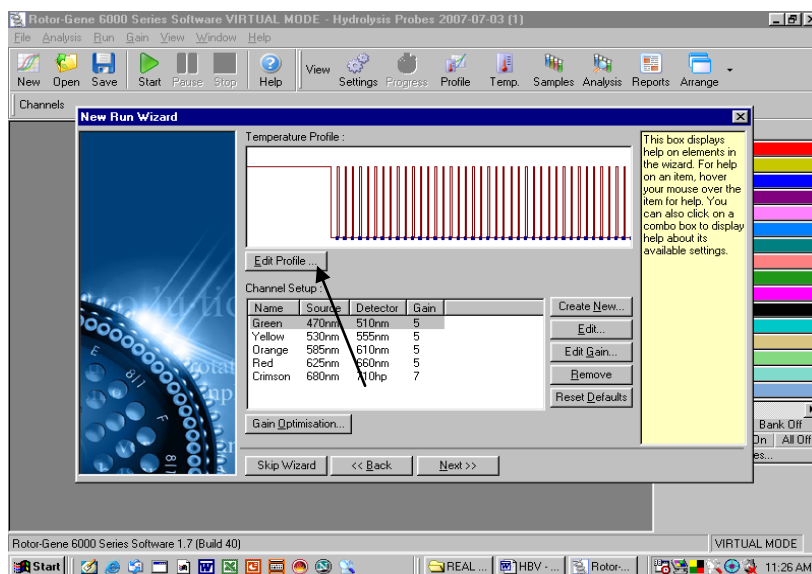 Rotor-Gene 6000 Series Software VIRTUAL MODE - Hydrolysis Probes 2007-07-03 (1)
File Analysis Run Gain View Window Help
New Open Save Start Pause Stop Help View Settings Progress Profile Temp. Samples Analysis Reports Arrange
Channels
New Run Wizard
Temperature Profile :
This box displays
help on elements in
the wizard. For help
on an item, hover
your mouse over the
item for help. You
can also click on a
combo box to display
help about its
available settings.
Edit Profile ...
Channel Setup :
Name Source Detector Gain
Green 470nm 510nm 5
Yellow 530nm 555nm 5
Orange 585nm 610nm 5
Red 625nm 660nm 5
Crimson 680nm 710hp 7
Create New...
Edit...
Edit Gain...
Remove
Reset Defaults
Gain Optimisation...
Bank Off
On All Off
es...
Skip Wizard << Back Next >>
Rotor-Gene 6000 Series Software 1.7 (Build 40) VIRTUAL MODE
Start REAL ... HBV - ... Rotor-... 11:26 AM